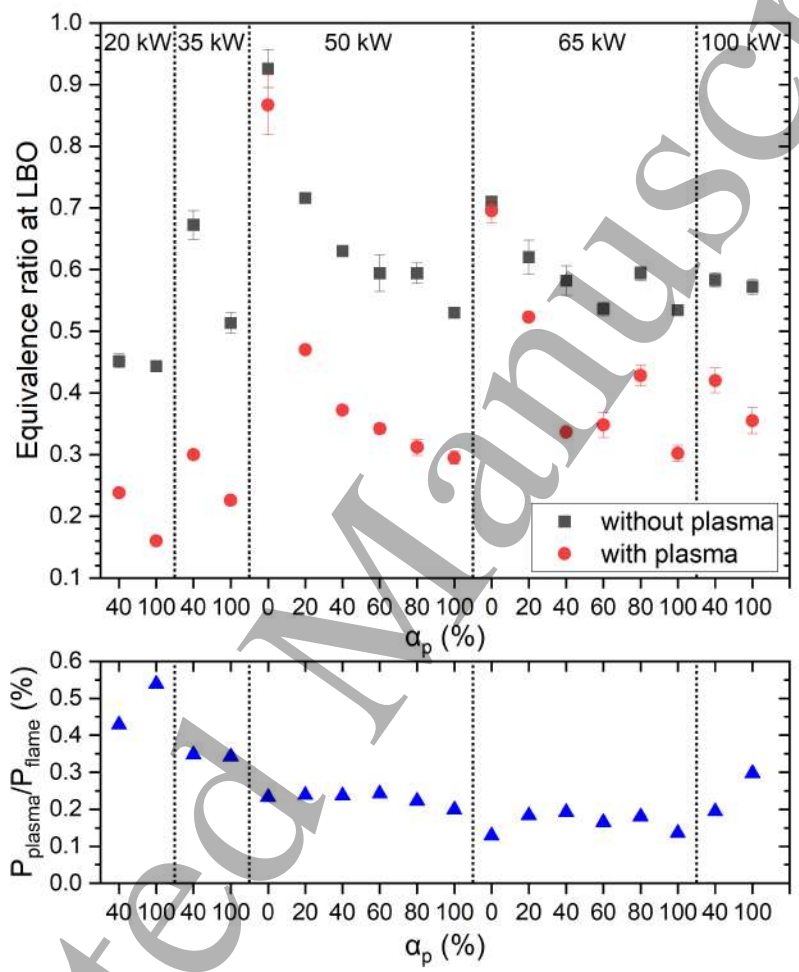 20 kW 35 kW 50 kW 65 kW 100 kW
1.0
0.9
0.8
0.7
0.6
0.5
0.4
0.3
0.2
0.1
Equivalence ratio at LBO
without plasma
with plasma
40 100 40 100 0 20 40 60 80 100 0 20 40 60 80 100 40 100
αp (%)
0.6
0.5
0.4
0.3
0.2
0.1
0.0
Pplasma/Pflame (%)
40 100 40 100 0 20 40 60 80 100 0 20 40 60 80 100 40 100
αp (%)
ted Manuscr